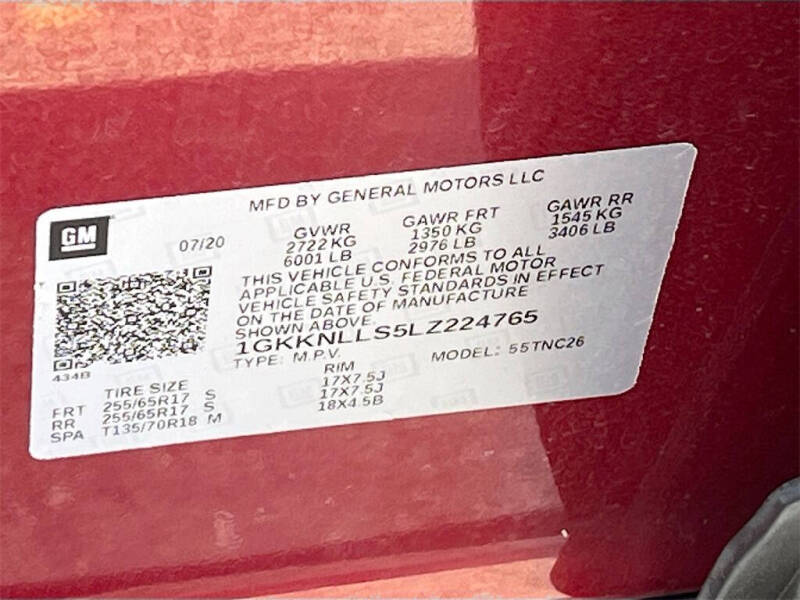 MFD BY GENERAL MOTORS LLC
GM
07/20
GVWR
2722 KG
6001 LB
GAWR FRT
1350 KG
2976 LB
GAWR RR
1545 KG
3406 LB
THIS VEHICLE CONFORMS TO ALL
APPLICABLE U.S. FEDERAL MOTOR
VEHICLE SAFETY STANDARDS IN EFFECT
ON THE DATE OF MANUFACTURE
SHOWN ABOVE.
1GKKNLLS5LZ224765
TYPE: M.P.V. MODEL: 55TNC26
434B
TIRE SIZE RIM
FRT 255/65R17 S 17X7.5J
RR 255/65R17 S 17X7.5J
SPA T135/70R18 M 18X4.5B